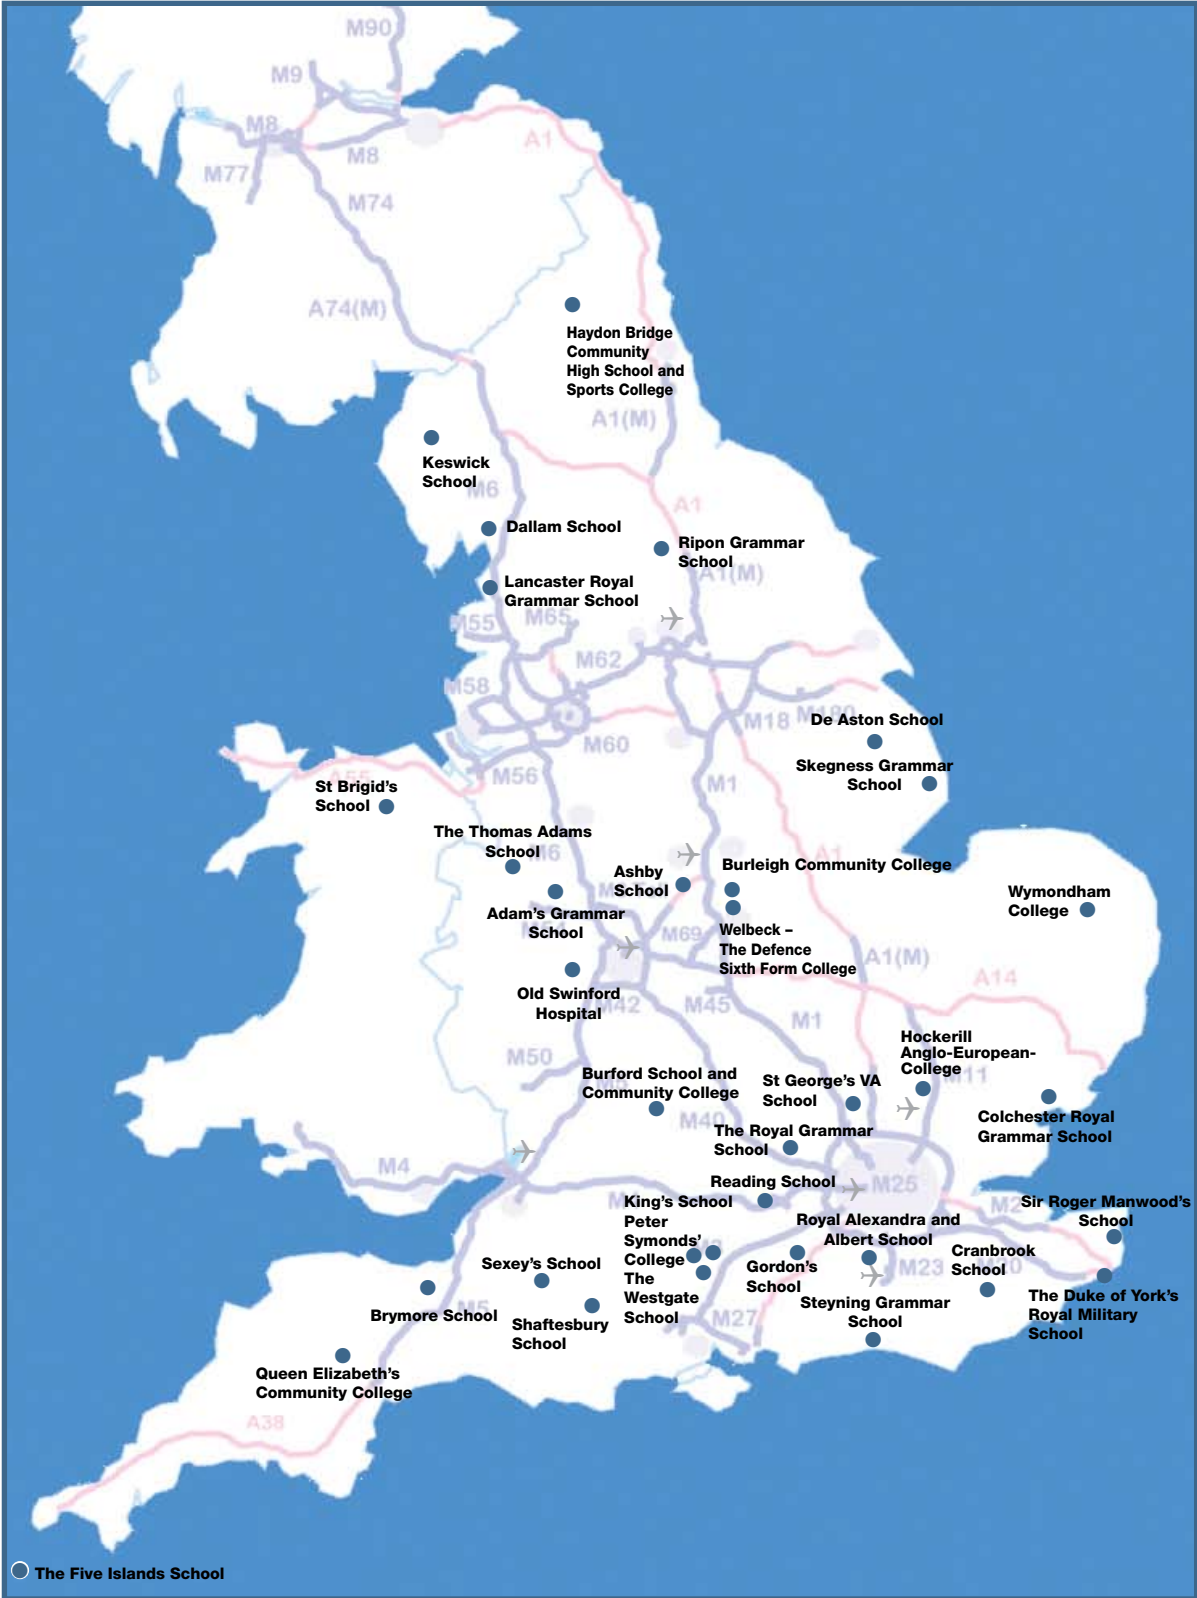 M90
M9
M8
M8
A1
M77
M74
A74(M)
Haydon Bridge
Community
High School and
Sports College
A1(M)
Keswick
School
M6
A1
Dallam School
Ripon Grammar
School
A1(M)
Lancaster Royal
Grammar School
M55
M65
M62
M58
M18
M180
De Aston School
M60
Skegness Grammar
School
M56
A55
M1
St Brigid's
School
The Thomas Adams
School
M6
A1
Ashby
School
Burleigh Community College
Wymondham
College
Adam's Grammar
School
M54
M69
Welbeck –
The Defence
Sixth Form College
A1(M)
A14
Old Swinford
Hospital
M42
M45
M1
Hockerill
Anglo-European-
College
M11
M50
M5
Burford School and
Community College
St George's VA
School
Colchester Royal
Grammar School
M40
The Royal Grammar
School
M4
Reading School
M25
King's School
M2
Sir Roger Manwood's
School
Peter
Symonds'
College
The
Westgate
School
M3
Royal Alexandra and
Albert School
Gordon's
School
M23
Cranbrook
School
M20
Sexey's School
Brymore School
M5
Shaftesbury
School
M27
Steyning Grammar
School
The Duke of York's
Royal Military
School
Queen Elizabeth's
Community College
A38
The Five Islands School